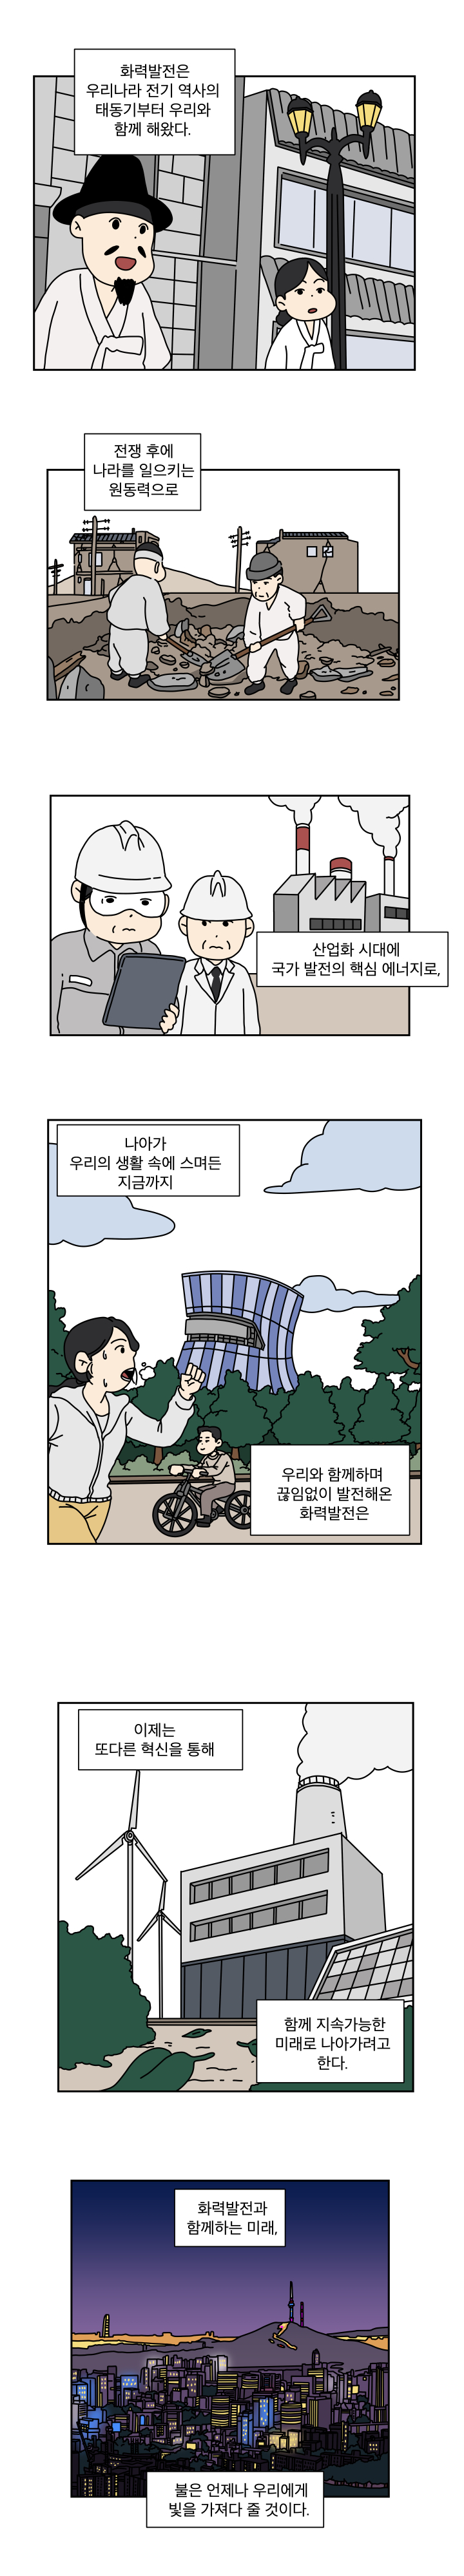 화력발전은
우리나라 전기 역사의
태동기부터 우리와
함께 해왔다.
전쟁 후에
나라를 일으키는
원동력으로
산업화 시대에
국가 발전의 핵심 에너지로,
나아가
우리의 생활 속에 스며든
지금까지
우리와 함께하며
끊임없이 발전해온
화력발전은
이제는
또다른 혁신을 통해
함께 지속가능한
미래로 나아가려고
한다.
화력발전과
함께하는 미래,
불은 언제나 우리에게
빛을 가져다 줄 것이다.